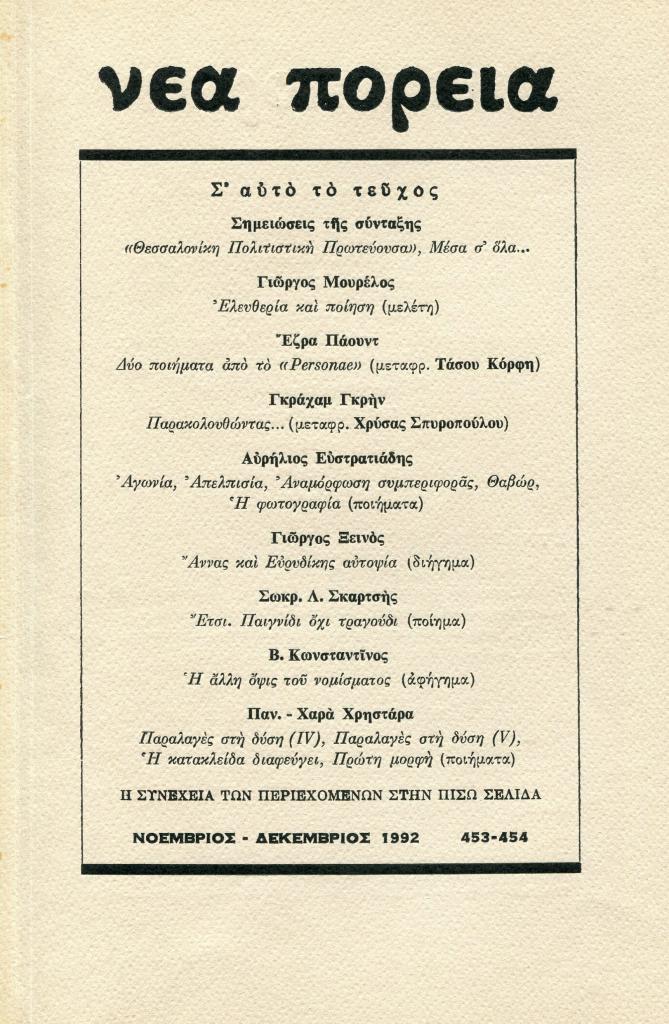 νεα πορεια
Σ' αὐτὸ τὸ τεῦχος
Σημειώσεις τῆς σύνταξης
«Θεσσαλονίκη Πολιτιστικὴ Πρωτεύουσα», Μέσα σ' ὅλα...
Γιῶργος Μουρέλος
Ἐλευθερία καὶ ποίηση (μελέτη)
Ἔζρα Πάουντ
Δύο ποιήματα ἀπὸ τὸ «Personae» (μεταφρ. Τάσου Κόρφη)
Γκράχαμ Γκρὴν
Παρακολουθώντας... (μεταφρ. Χρύσας Σπυροπούλου)
Αὐρήλιος Εὐστρατιάδης
Ἀγωνία, Ἀπελπισία, Ἀναμόρφωση συμπεριφορᾶς, Θαβώρ,
Ἡ φωτογραφία (ποιήματα)
Γιῶργος Ξεινὸς
Ἄννας καὶ Εὐρυδίκης αὐτοψία (διήγημα)
Σωκρ. Λ. Σκαρτσὴς
Ἔτσι. Παιγνίδι ὄχι τραγούδι (ποίημα)
Β. Κωνσταντῖνος
Ἡ ἄλλη ὄψις τοῦ νομίσματος (ἀφήγημα)
Παν. - Χαρὰ Χρηστάρα
Παραλαγὲς στὴ δύση (IV), Παραλαγὲς στὴ δύση (V),
Ἡ κατακλείδα διαφεύγει, Πρώτη μορφὴ (ποιήματα)
Η ΣΥΝΕΧΕΙΑ ΤΩΝ ΠΕΡΙΕΧΟΜΕΝΩΝ ΣΤΗΝ ΠΙΣΩ ΣΕΛΙΔΑ
ΝΟΕΜΒΡΙΟΣ - ΔΕΚΕΜΒΡΙΟΣ 1992 453-454